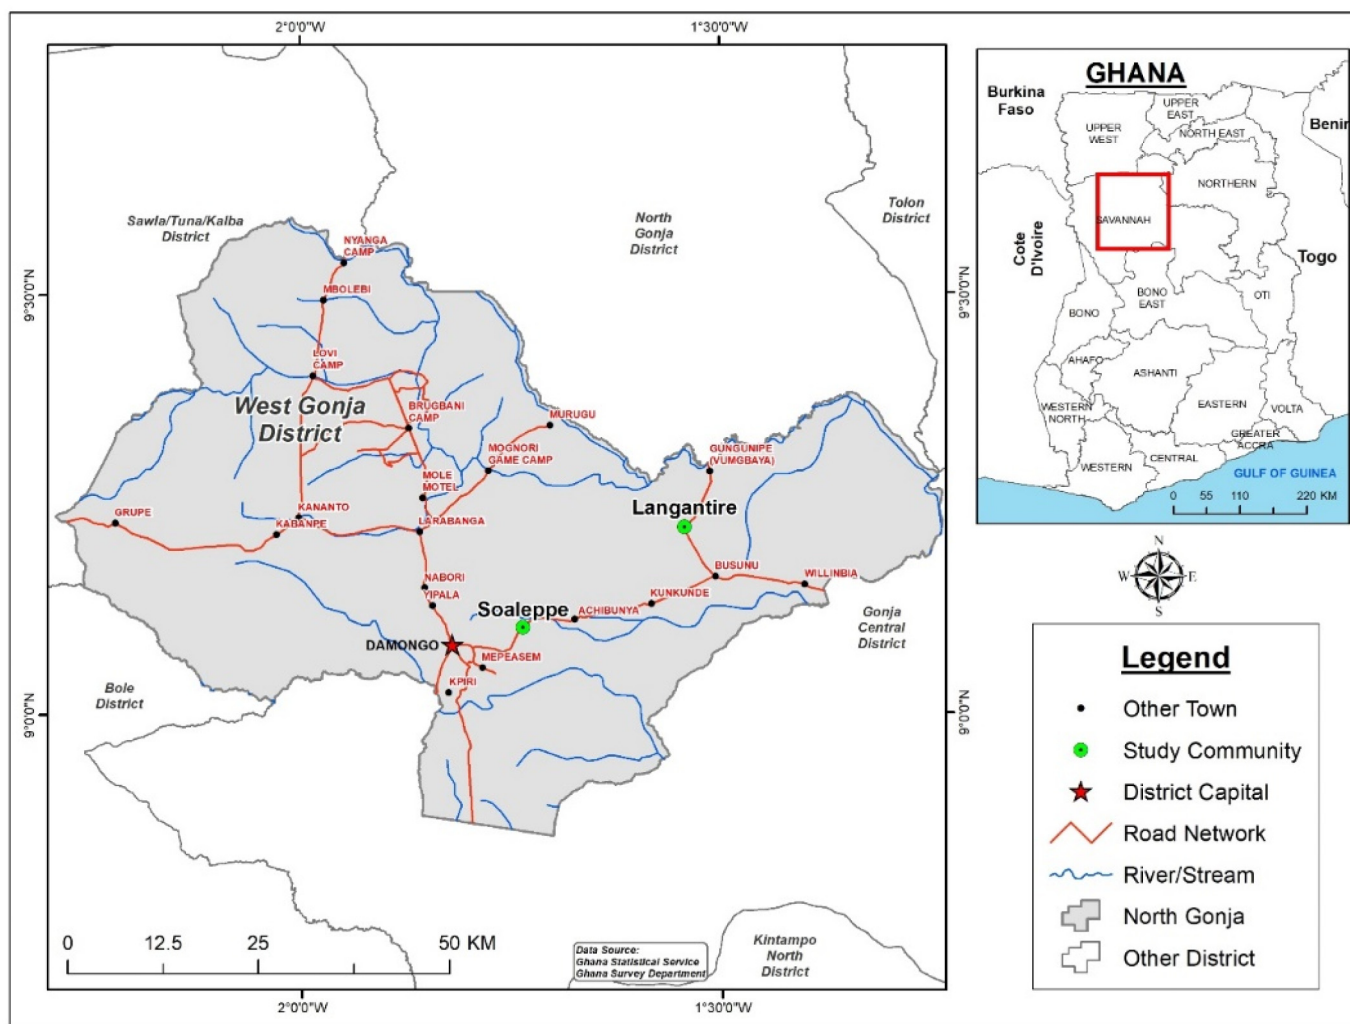 2°0'0"W
1°30'0"W
9°30'0"N
9°0'0"N
9°30'0"N
9°0'0"N
2°0'0"W
1°30'0"W
Sawla/Tuna/Kalba
District
North
Gonja
District
Tolon
District
NYANGA
CAMP
MBOLEBI
LOVI
CAMP
West Gonja
District
BRUGBANI
CAMP
MURUGU
MOGNORI
GAME CAMP
GUNGUNIPE
(VUMGBAYA)
MOLE
MOTEL
Langantire
GRUPE
KANANTO
KABANPE
LARABANGA
BUSUNU
WILLINBIA
NABORI
YIPALA
KUNKUNDE
Soaleppe
ACHIBUNYA
DAMONGO
MEPEASEM
KPIRI
Gonja
Central
District
Bole
District
Kintampo
North
District
0 12.5 25 50 KM
Data Source:
Ghana Statistical Service
Ghana Survey Department
GHANA
Burkina
Faso
UPPER
EAST
UPPER
WEST
NORTH EAST
Benin
NORTHERN
SAVANNAH
Cote
D'Ivoire
Togo
BONO
EAST
OTI
BONO
AHAFO
ASHANTI
WESTERN
NORTH
EASTERN
VOLTA
GREATER
ACCRA
CENTRAL
WESTERN
GULF OF GUINEA
0 55 110 220 KM
N
W E
S
Legend
Other Town
Study Community
District Capital
Road Network
River/Stream
North Gonja
Other District